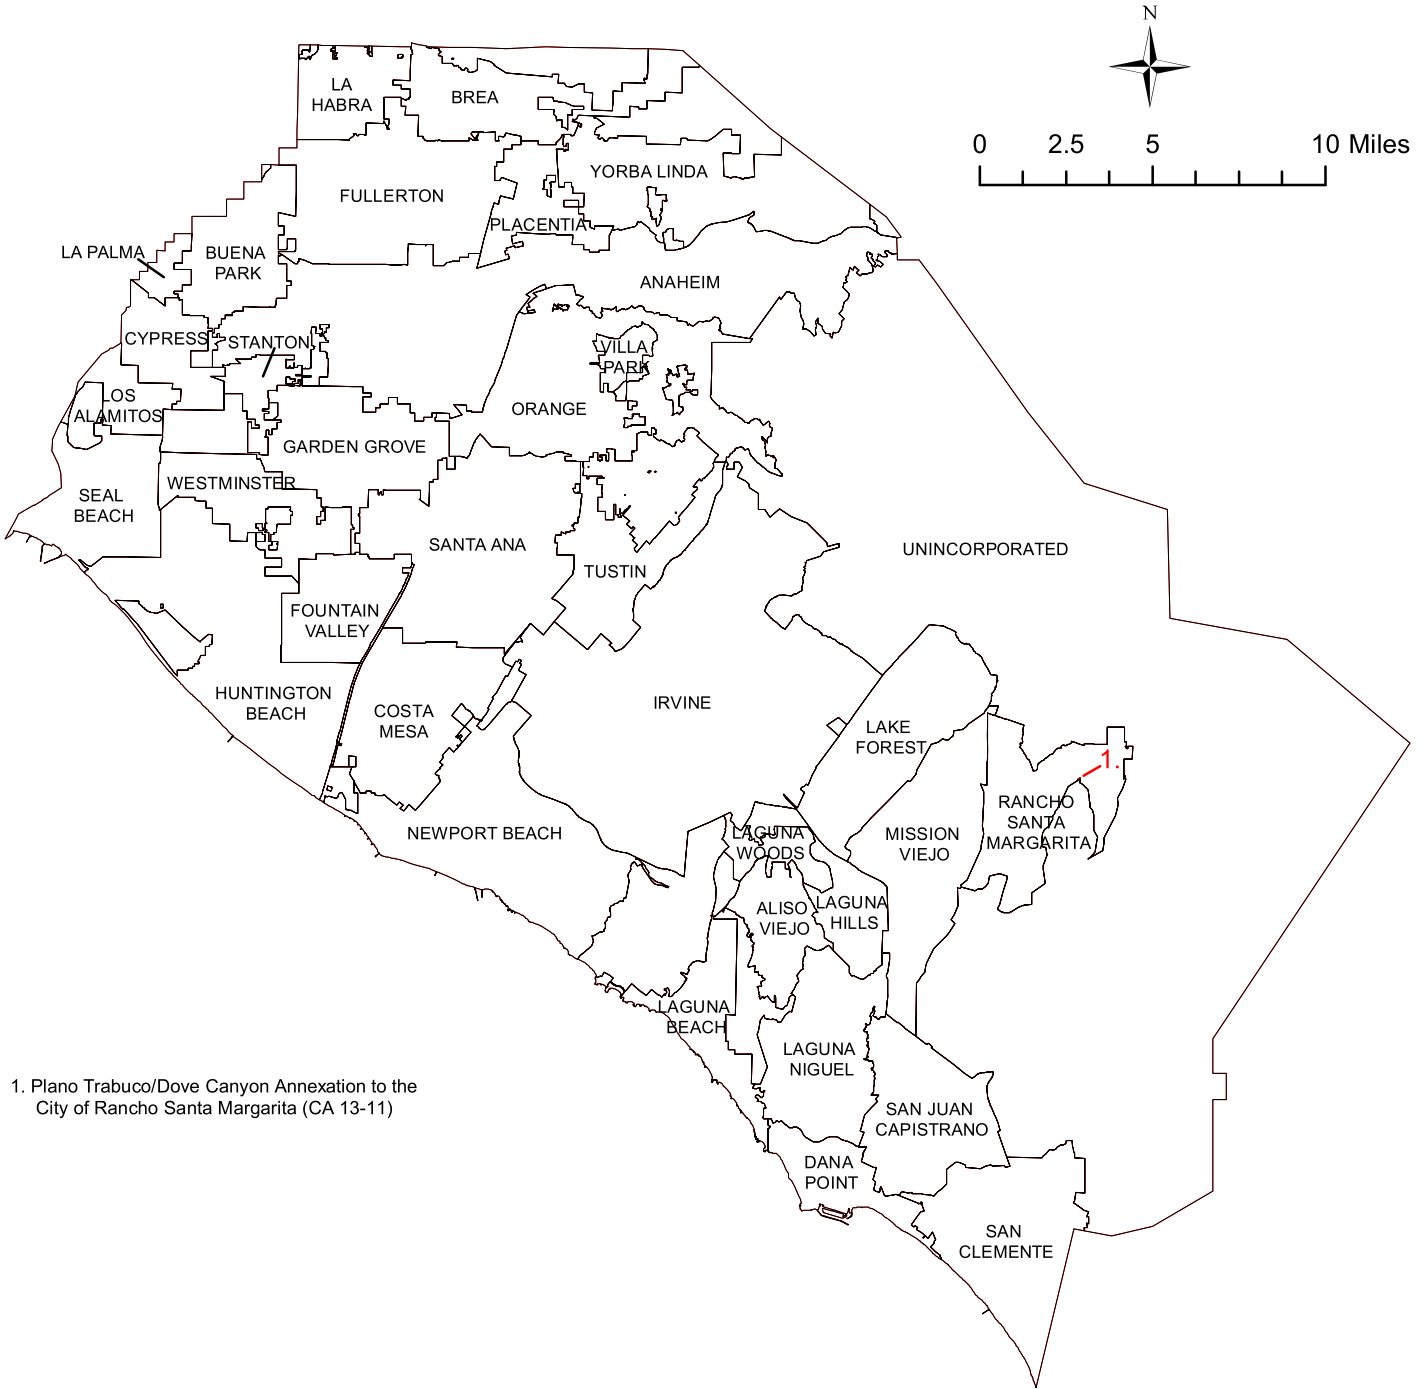 N
0 2.5 5 10 Miles
LA
HABRA
BREA
YORBA LINDA
FULLERTON
PLACENTIA
LA PALMA
BUENA
PARK
ANAHEIM
CYPRESS
STANTON
VILLA
PARK
LOS
ALAMITOS
ORANGE
GARDEN GROVE
WESTMINSTER
SEAL
BEACH
SANTA ANA
UNINCORPORATED
TUSTIN
FOUNTAIN
VALLEY
HUNTINGTON
BEACH
COSTA
MESA
IRVINE
LAKE
FOREST
1.
RANCHO
SANTA
MARGARITA
NEWPORT BEACH
LAGUNA
WOODS
MISSION
VIEJO
ALISO
VIEJO
LAGUNA
HILLS
LAGUNA
BEACH
LAGUNA
NIGUEL
1. Plano Trabuco/Dove Canyon Annexation to the
City of Rancho Santa Margarita (CA 13-11)
SAN JUAN
CAPISTRANO
DANA
POINT
SAN
CLEMENTE